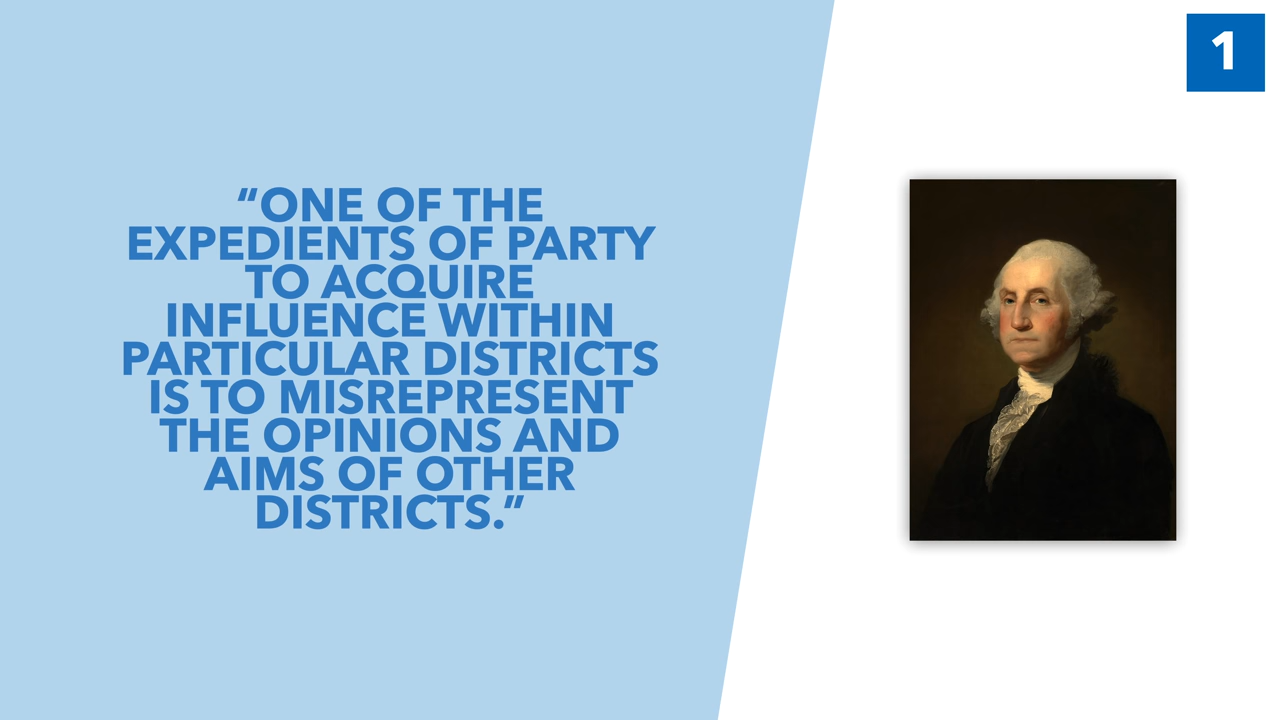 “ONE OF THE
EXPEDIENTS OF PARTY
TO ACQUIRE
INFLUENCE WITHIN
PARTICULAR DISTRICTS
IS TO MISREPRESENT
THE OPINIONS AND
AIMS OF OTHER
DISTRICTS.”
1